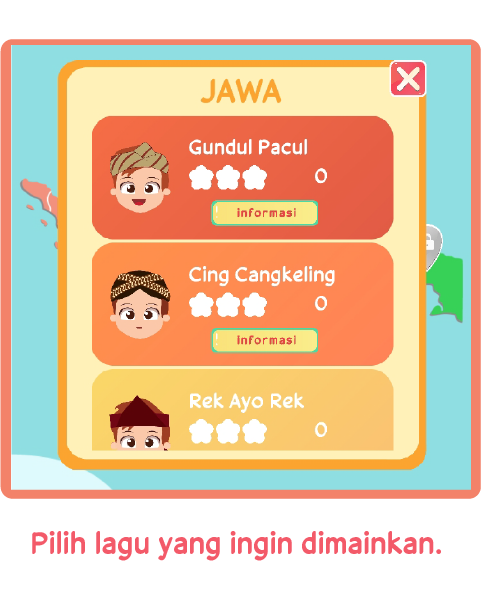 JAWA
Gundul Pacul
0
informasi
Cing Cangkeling
0
informasi
Rek Ayo Rek
0
Pilih lagu yang ingin dimainkan.